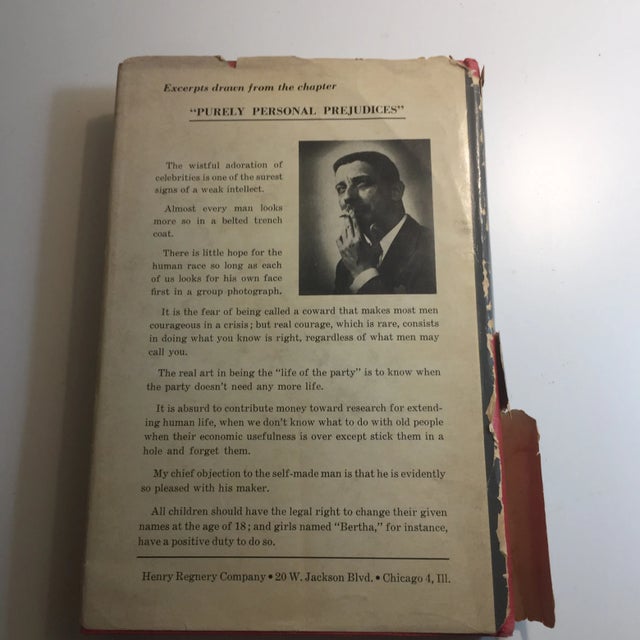 Excerpts drawn from the chapter
"PURELY PERSONAL PREJUDICES"
The wistful adoration of
celebrities is one of the surest
signs of a weak intellect.
Almost every man looks
more so in a belted trench
coat.
There is little hope for the
human race so long as each
of us looks for his own face
first in a group photograph.
It is the fear of being called a coward that makes most men
courageous in a crisis; but real courage, which is rare, consists
in doing what you know is right, regardless of what men may
call you.
The real art in being the "life of the party" is to know when
the party doesn't need any more life.
It is absurd to contribute money toward research for extend-
ing human life, when we don't know what to do with old people
when their economic usefulness is over except stick them in a
hole and forget them.
My chief objection to the self-made man is that he is evidently
so pleased with his maker.
All children should have the legal right to change their given
names at the age of 18; and girls named "Bertha," for instance,
have a positive duty to do so.
Henry Regnery Company • 20 W. Jackson Blvd. • Chicago 4, Ill.